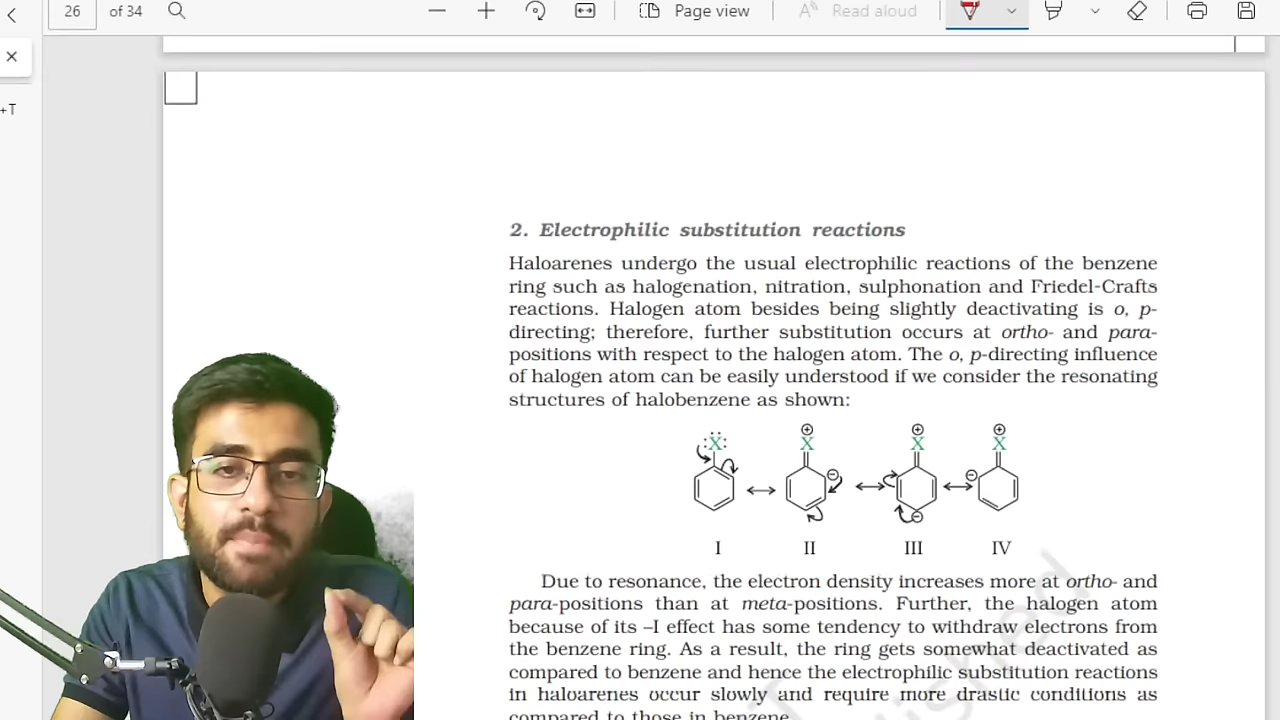 26 of 34 Page view Read aloud
+T
2. Electrophilic substitution reactions
Haloarenes undergo the usual electrophilic reactions of the benzene
ring such as halogenation, nitration, sulphonation and Friedel-Crafts
reactions. Halogen atom besides being slightly deactivating is o, p-
directing; therefore, further substitution occurs at ortho- and para-
positions with respect to the halogen atom. The o, p-directing influence
of halogen atom can be easily understood if we consider the resonating
structures of halobenzene as shown:
:Ẍ: ⊕ ⊕ ⊕
X X X
⊖ ⊖ ⊖
I II III IV
Due to resonance, the electron density increases more at ortho- and
para-positions than at meta-positions. Further, the halogen atom
because of its –I effect has some tendency to withdraw electrons from
the benzene ring. As a result, the ring gets somewhat deactivated as
compared to benzene and hence the electrophilic substitution reactions
in haloarenes occur slowly and require more drastic conditions as
compared to those in benzene.